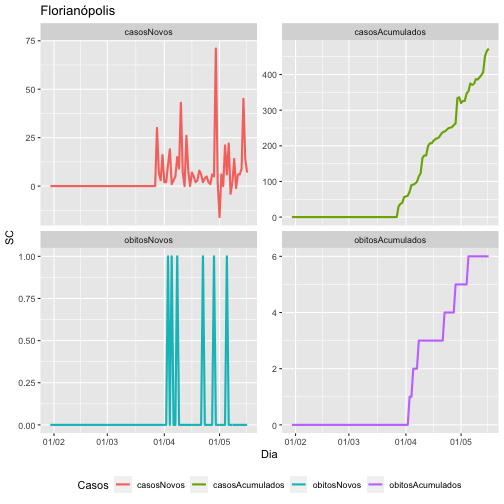 Florianópolis
casosNovos
casosAcumulados
75
50
25
0
400
300
200
100
0
SC
obitosNovos
obitosAcumulados
1.00
0.75
0.50
0.25
0.00
6
4
2
0
01/02 01/03 01/04 01/05
01/02 01/03 01/04 01/05
Dia
Casos casosNovos casosAcumulados obitosNovos obitosAcumulados